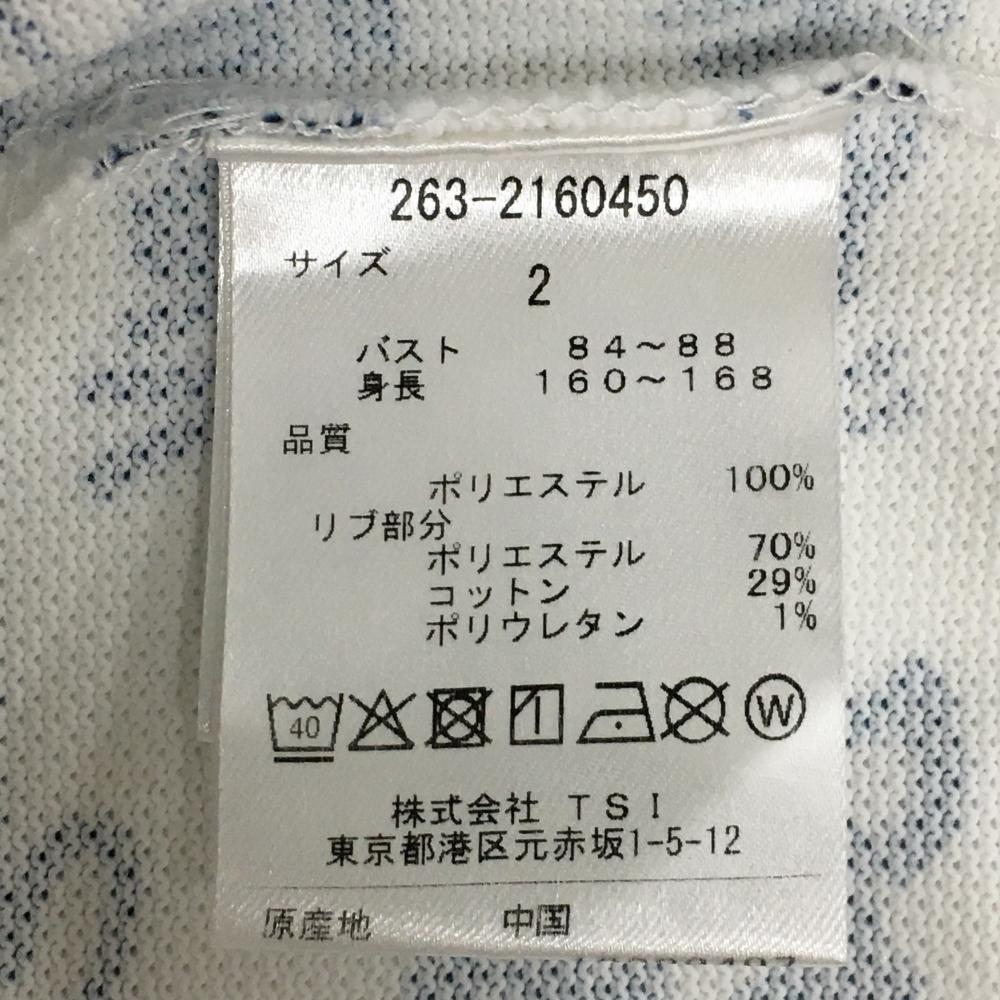 263-2160450
サイズ 2
バスト 84～88
身長 160～168
品質
ポリエステル 100%
リブ部分
ポリエステル 70%
コットン 29%
ポリウレタン 1%
40 W
株式会社 TSI
東京都港区元赤坂1-5-12
原産地 中国